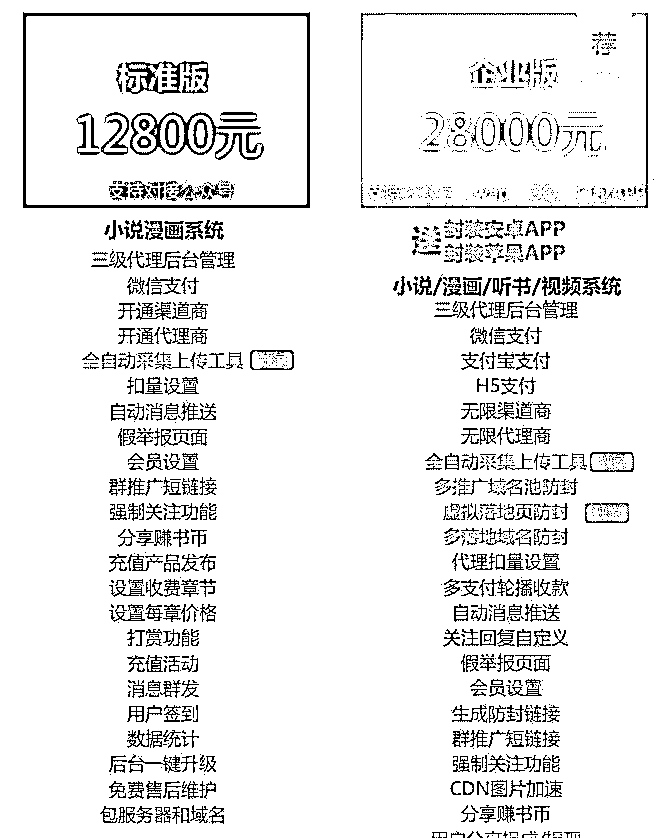 标准版
12800元
支持对接公众号
小说漫画系统
三级代理后台管理
微信支付
开通渠道商
开通代理商
全自动采集上传工具
扣量设置
自动消息推送
假举报页面
会员设置
群推广短链接
强制关注功能
分享赚书币
充值产品发布
设置收费章节
设置每章价格
打赏功能
充值活动
消息群发
用户签到
数据统计
后台一键升级
免费售后维护
包服务器和域名
荐
企业版
28000元
送
封装安卓APP
封装苹果APP
小说/漫画/听书/视频系统
三级代理后台管理
微信支付
支付宝支付
H5支付
无限渠道商
无限代理商
全自动采集上传工具
多推广域名池防封
虚拟落地页防封
多落地域名防封
代理扣量设置
多支付轮播收款
自动消息推送
关注回复自定义
假举报页面
会员设置
生成防封链接
群推广短链接
强制关注功能
CDN图片加速
分享赚书币